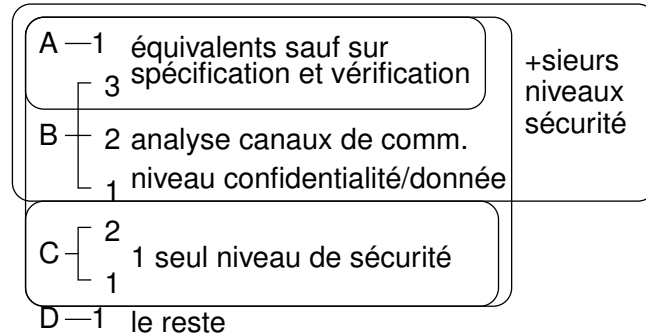 A 1 équivalents sauf sur
3 spécification et vérification
+sieurs
niveaux
sécurité
B 2 analyse canaux de comm.
1 niveau confidentialité/donnée
2
C 1 seul niveau de sécurité
1
D 1 le reste